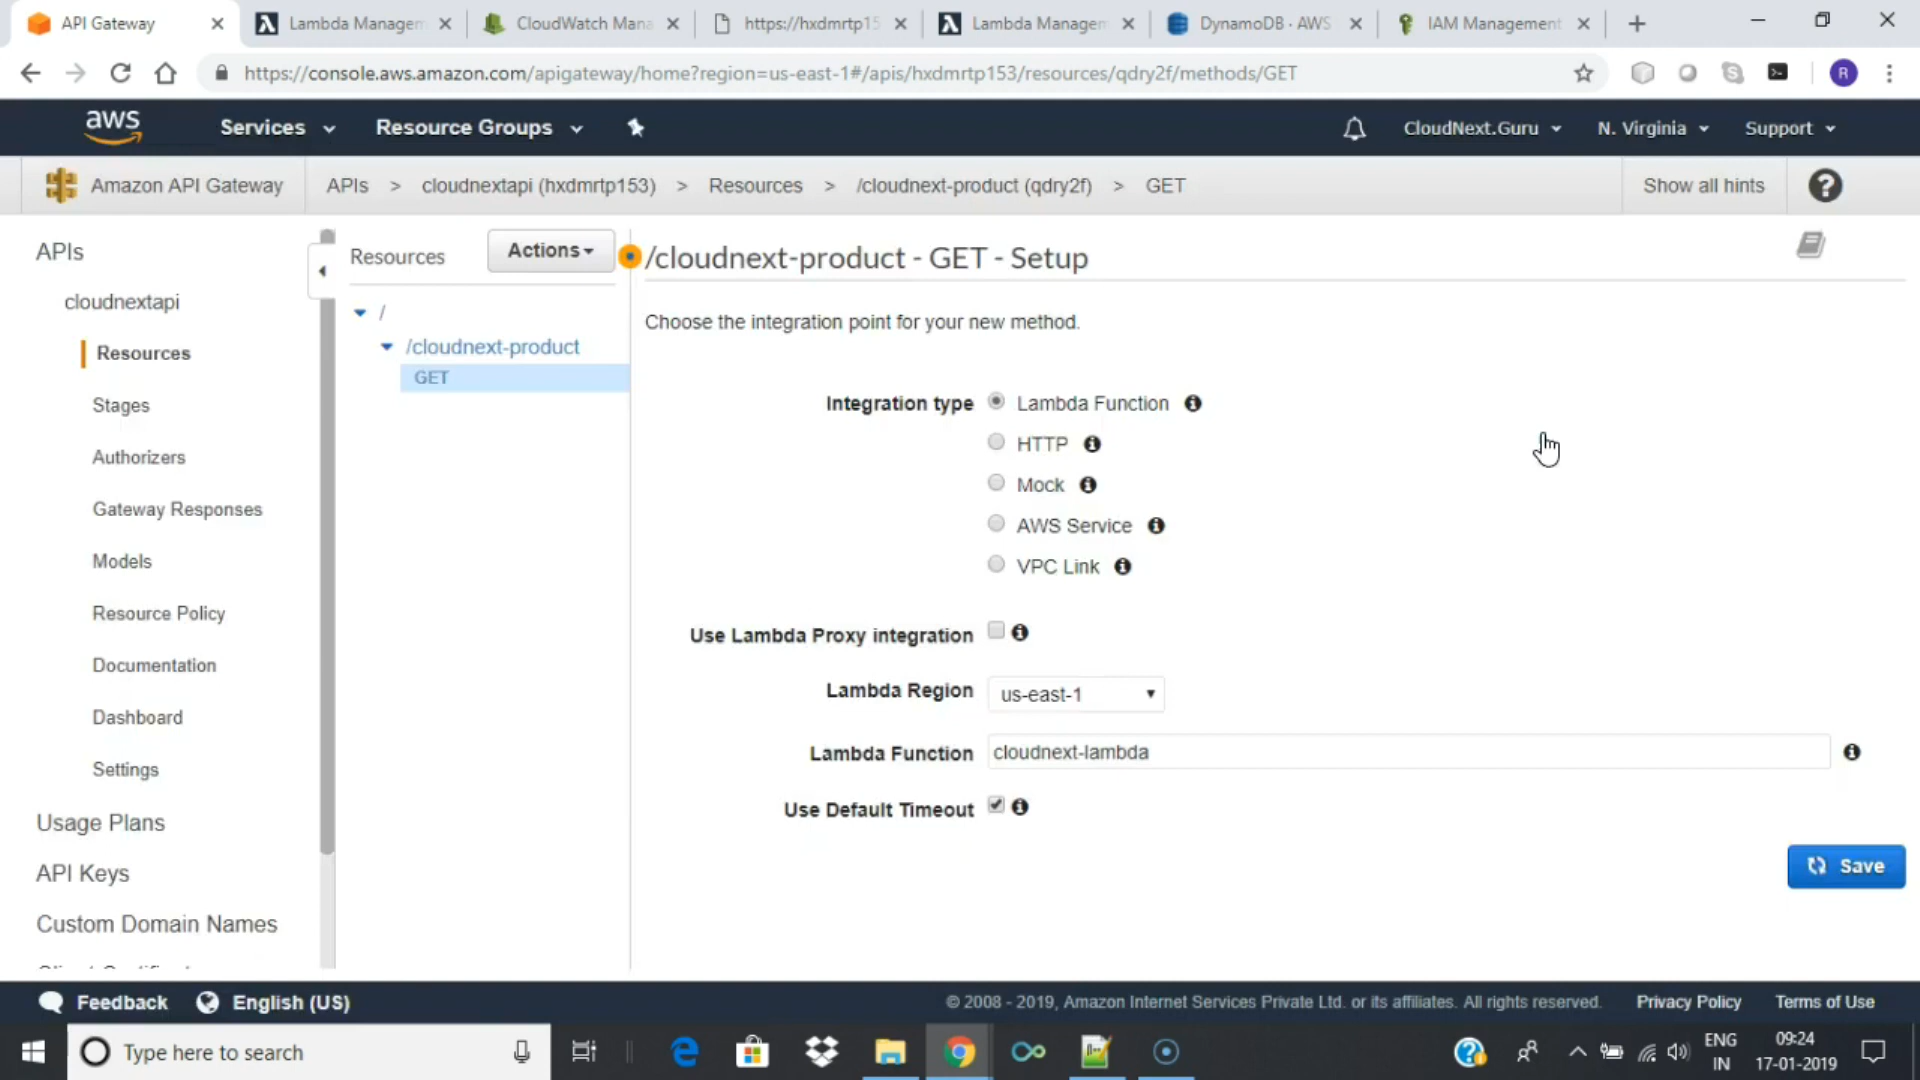 API Gateway
Lambda Managem
CloudWatch Mana
https://hxdmrtp15
Lambda Managem
DynamoDB · AWS
IAM Management
https://console.aws.amazon.com/apigateway/home?region=us-east-1#/apis/hxdmrtp153/resources/qdry2f/methods/GET
R
aws
Services
Resource Groups
CloudNext.Guru
N. Virginia
Support
Amazon API Gateway
APIs > cloudnextapi (hxdmrtp153) > Resources > /cloudnext-product (qdry2f) > GET
Show all hints
?
APIs
cloudnextapi
Resources
Stages
Authorizers
Gateway Responses
Models
Resource Policy
Documentation
Dashboard
Settings
Usage Plans
API Keys
Custom Domain Names
Resources
Actions
/
/cloudnext-product
GET
/cloudnext-product - GET - Setup
Choose the integration point for your new method.
Integration type
Lambda Function
HTTP
Mock
AWS Service
VPC Link
Use Lambda Proxy integration
Lambda Region
us-east-1
Lambda Function
cloudnext-lambda
Use Default Timeout
Save
Feedback
English (US)
© 2008 - 2019, Amazon Internet Services Private Ltd. or its affiliates. All rights reserved.
Privacy Policy
Terms of Use
Type here to search
ENG
IN
09:24
17-01-2019